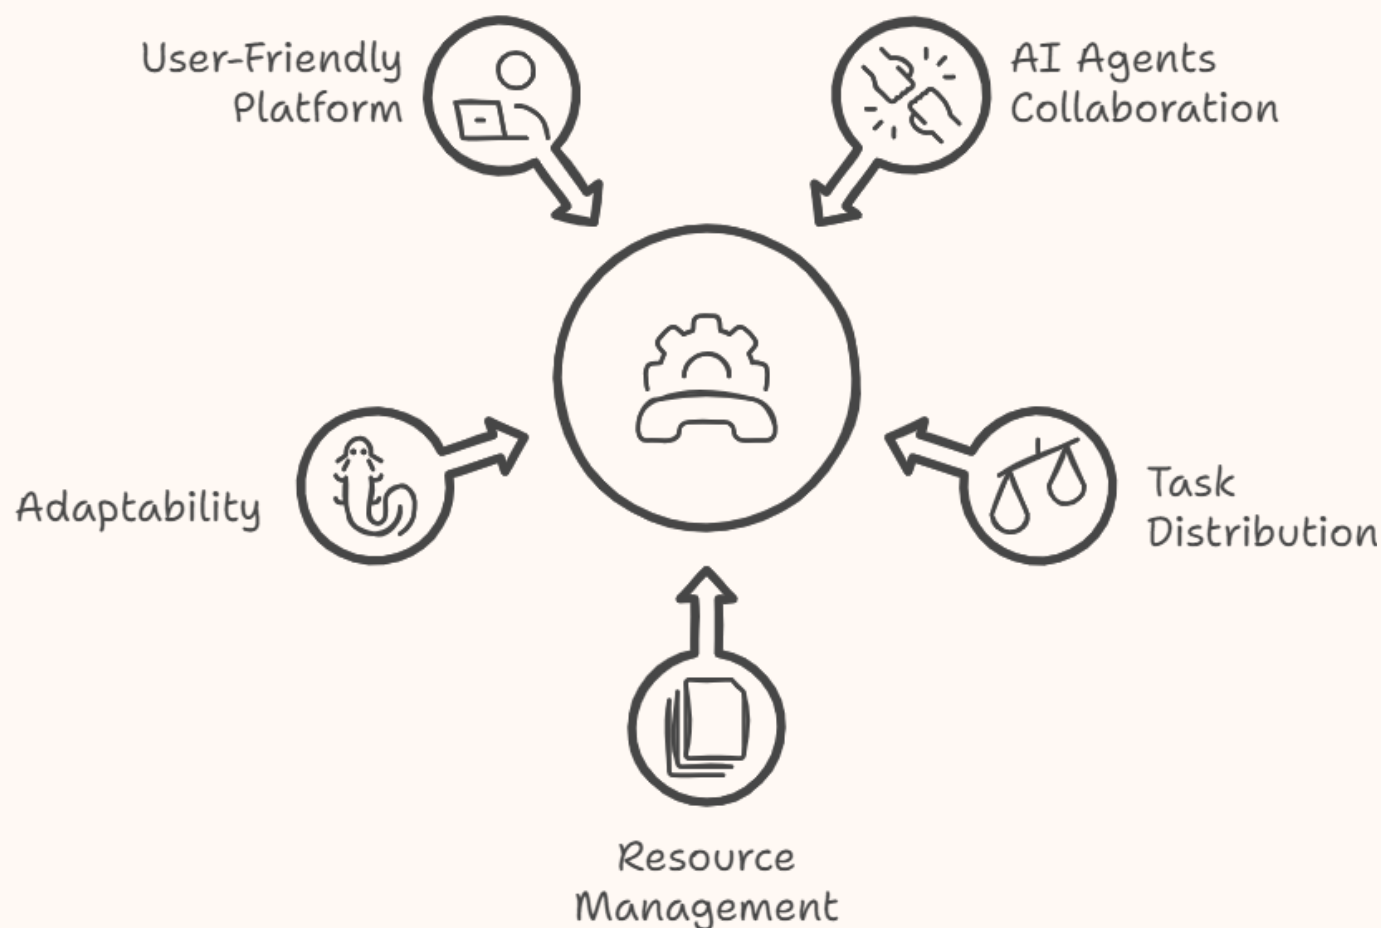 User-Friendly
Platform
AI Agents
Collaboration
Adaptability
Task
Distribution
Resource
Management